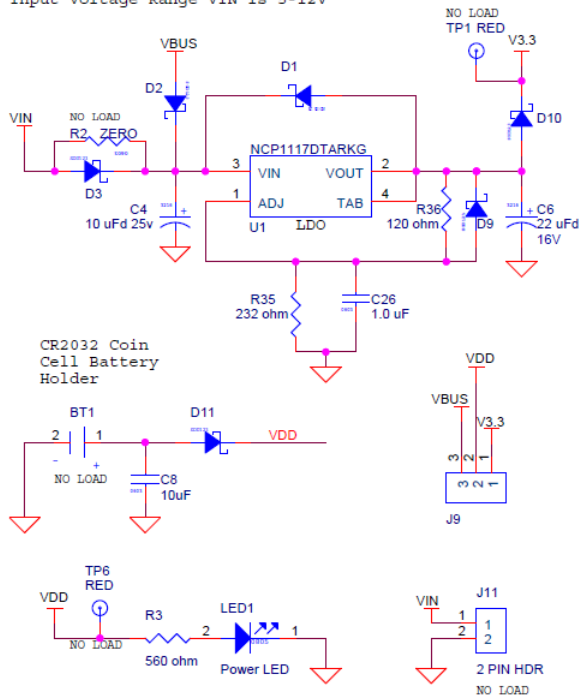 Input Voltage Range VIN is 5-12V
NO LOAD
TP1 RED
V3.3
VBUS
D1
D2
VIN
NO LOAD
R2 ZERO
D3
D10
NCP1117DTARKG
3 VIN VOUT 2
1 ADJ TAB 4
U1 LDO
C4
10 uFd 25v
R36
120 ohm
D9
C6
22 uFd
16V
R35
232 ohm
C26
1.0 uF
CR2032 Coin
Cell Battery
Holder
BT1
2 1
- +
NO LOAD
D11
VDD
C8
10uF
VDD
VBUS
V3.3
3 2 1
3 2 1
J9
TP6
RED
VDD
NO LOAD
R3
560 ohm
LED1
2 1
Power LED
J11
VIN
1 1
2 2
2 PIN HDR
NO LOAD